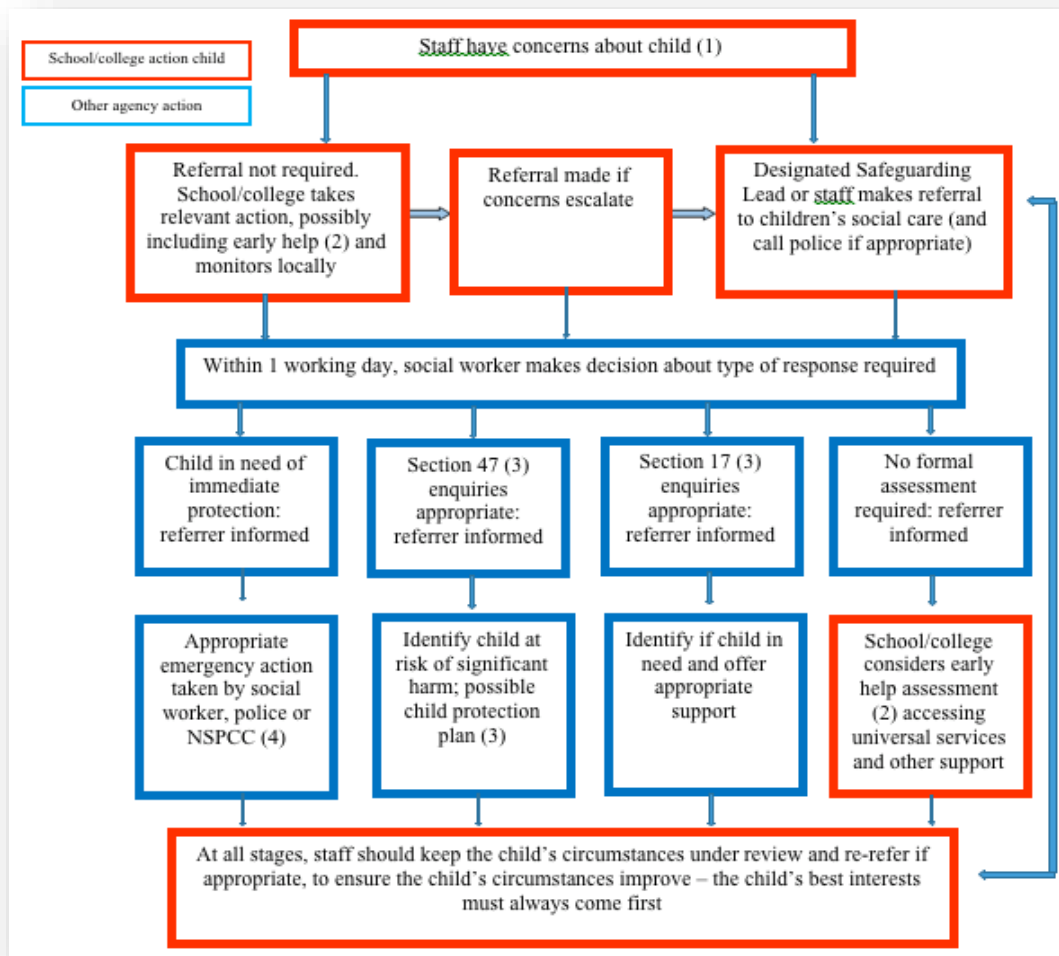 School/college action child
Other agency action
Staff have concerns about child (1)
Referral not required.
School/college takes
relevant action, possibly
including early help (2) and
monitors locally
Referral made if
concerns escalate
Designated Safeguarding
Lead or staff makes referral
to children's social care (and
call police if appropriate)
Within 1 working day, social worker makes decision about type of response required
Child in need of
immediate
protection:
referrer informed
Section 47 (3)
enquiries
appropriate:
referrer informed
Section 17 (3)
enquiries
appropriate:
referrer informed
No formal
assessment
required: referrer
informed
Appropriate
emergency action
taken by social
worker, police or
NSPCC (4)
Identify child at
risk of significant
harm; possible
child protection
plan (3)
Identify if child in
need and offer
appropriate
support
School/college
considers early
help assessment
(2) accessing
universal services
and other support
At all stages, staff should keep the child's circumstances under review and re-refer if
appropriate, to ensure the child's circumstances improve – the child's best interests
must always come first